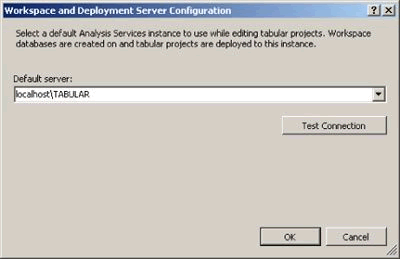 Workspace and Deployment Server Configuration
Select a default Analysis Services instance to use while editing tabular projects. Workspace
databases are created on and tabular projects are deployed to this instance.
Default server:
localhost\TABULAR
Test Connection
OK
Cancel